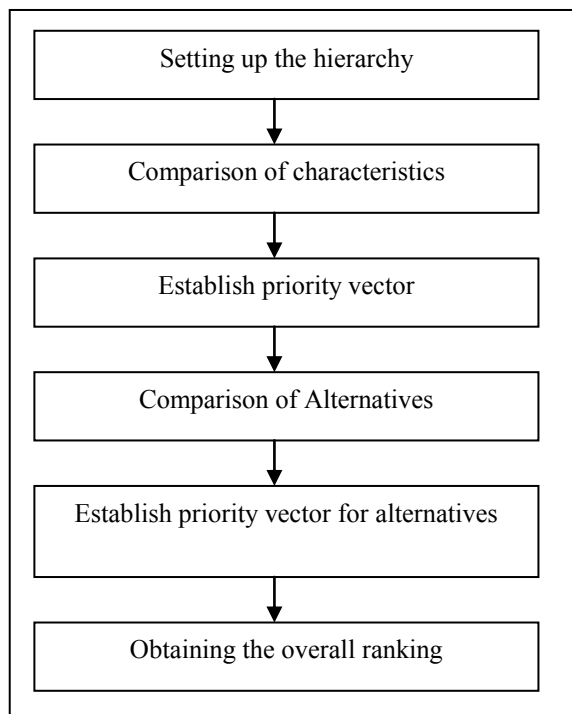 Setting up the hierarchy
Comparison of characteristics
Establish priority vector
Comparison of Alternatives
Establish priority vector for alternatives
Obtaining the overall ranking